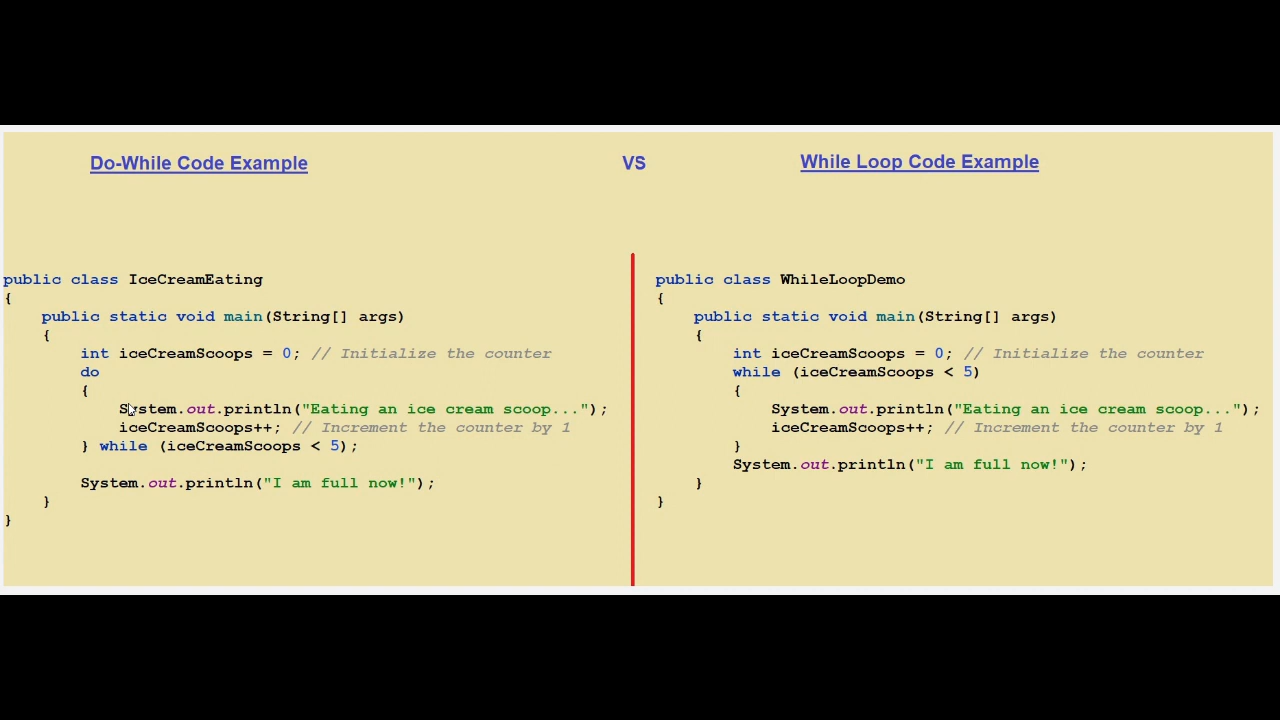 Do-While Code Example
VS
While Loop Code Example
public class IceCreamEating
{
    public static void main(String[] args)
    {
        int iceCreamScoops = 0; // Initialize the counter
        do
        {
            System.out.println("Eating an ice cream scoop...");
            iceCreamScoops++; // Increment the counter by 1
        } while (iceCreamScoops < 5);

        System.out.println("I am full now!");
    }
}
public class WhileLoopDemo
{
    public static void main(String[] args)
    {
        int iceCreamScoops = 0; // Initialize the counter
        while (iceCreamScoops < 5)
        {
            System.out.println("Eating an ice cream scoop...");
            iceCreamScoops++; // Increment the counter by 1
        }
        System.out.println("I am full now!");
    }
}